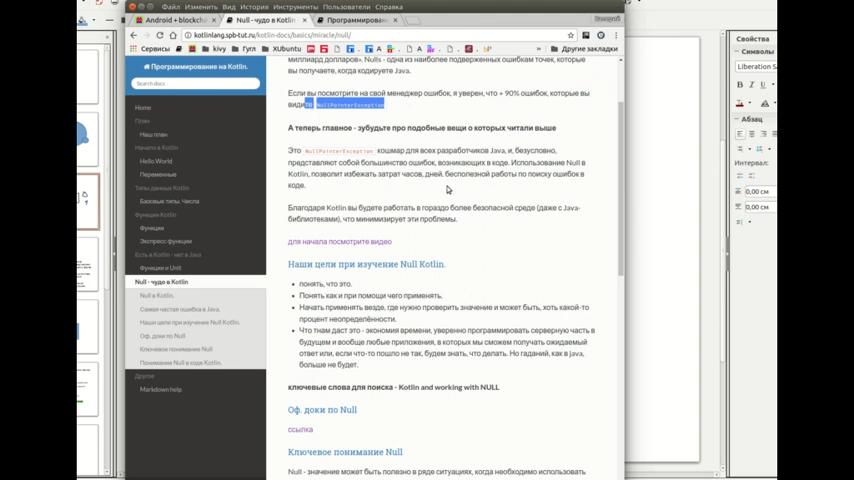 Файл Изменить Вид История Инструменты Пользователи Справка
Android + blockcha
Null - чудо в Kotlin
Программирован
kotlinlang.spb-tut.ru/kotlin-docs/basics/miracle/null/
Сервисы kivy Гугл XUbuntu
Другие закладки
Программирование на Kotlin.
Search docs
Home
План
Наш план
Начало в Kotlin
Hello World
Переменные
Типы данных Kotlin
Базовые типы. Числа
Функции Kotlin
Функции
Экспресс-функции
Есть в Kotlin - нет в Java
Функции и Unit
Null - чудо в Kotlin
Null в Kotlin.
Самая частая ошибка в Java.
Наши цели при изучение Null Kotlin.
Оф. доки по Null
Ключевое понимание Null
Понимание Null в коде Kotlin.
Другие
Markdown help
миллиард долларов». Nulls - одна из наиболее подверженных ошибкам точек, которые
вы получаете, когда кодируете Java.
Если вы посмотрите на свой менеджер ошибок, я уверен, что + 90% ошибок, которые вы
NullPointerException
А теперь главное - забудьте про подобные вещи о которых читали выше
Это NullPointerException кошмар для всех разработчиков Java, и, безусловно,
представляют собой большинство ошибок, возникающих в коде. Использование Null в
Kotlin, позволит избежать затрат часов, дней, бесполезной работы по поиску ошибок в
коде.
Благодаря Kotlin вы будете работать в гораздо более безопасной среде (даже с Java-
библиотеками), что минимизирует эти проблемы.
для начала посмотрите видео
Наши цели при изучение Null Kotlin.
понять, что это.
Понять как и при помощи чего применять.
Начать применять везде, где нужно проверить значение и может быть, хоть какой-то
процент неопределённости.
Что тнам даст это - экономия времени, уверенно программировать серверную часть в
будущем и вообще любые приложения, в которых мы сможем получать ожидаемый
ответ или, если что-то пошло не так, будем знать, что делать. Но гаданий, как в java,
больше не будет.
ключевые слова для поиска - Kotlin and working with NULL
Оф. доки по Null
ссылка
Ключевое понимание Null
Null - значение может быть полезно в ряде ситуациях, когда необходимо использовать
Свойства
Символы
Liberation S
Абзац
Интервал:
0,00 см
0,00 см